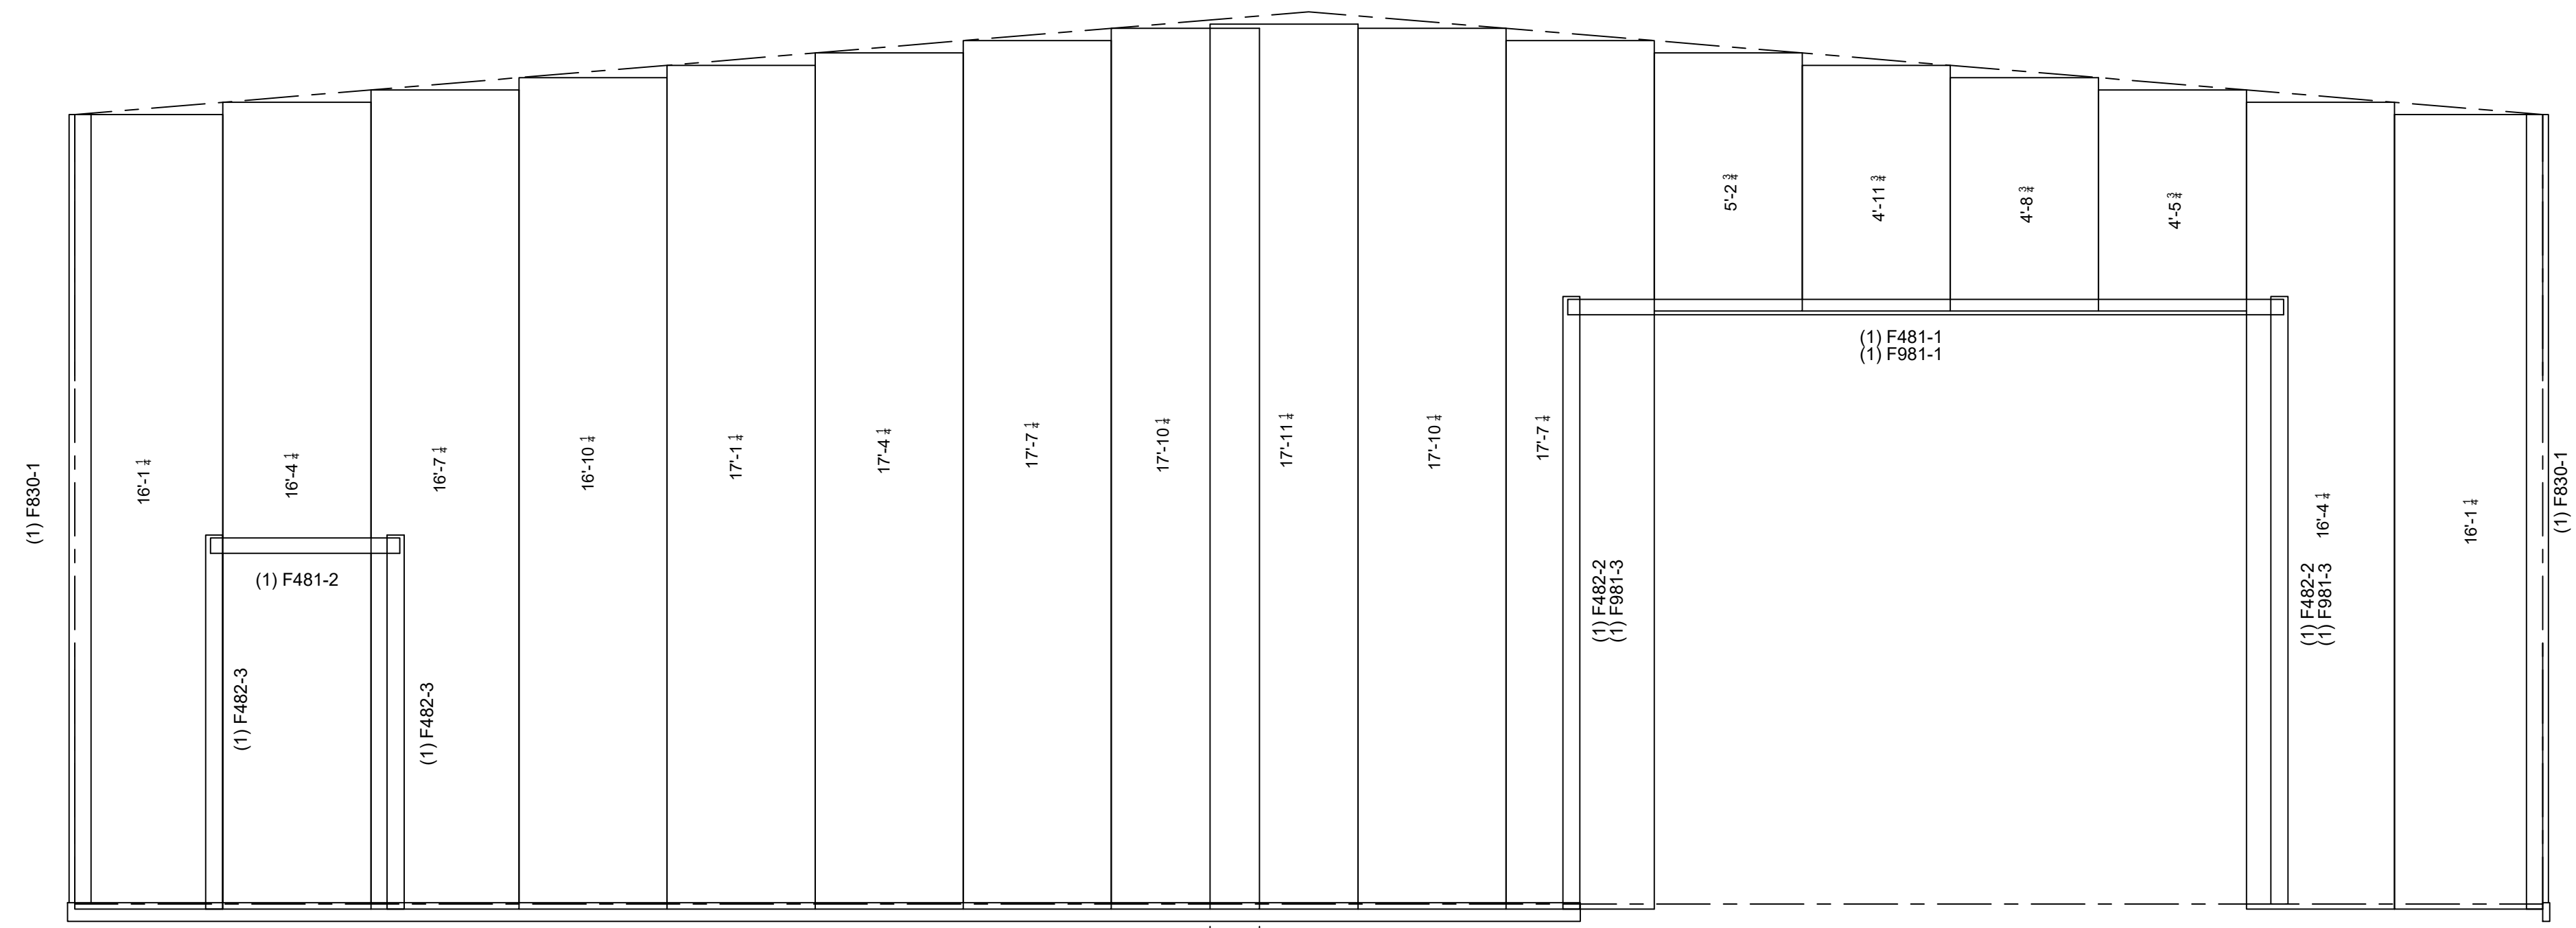 (1) F830-1
16'-1 1/4
16'-4 1/4
16'-7 1/4
16'-10 1/4
17'-1 1/4
17'-4 1/4
17'-7 1/4
17'-10 1/4
17'-11 1/4
17'-10 1/4
17'-7 1/4
5'-2 3/4
4'-11 3/4
4'-8 3/4
4'-5 3/4
16'-4 1/4
16'-1 1/4
(1) F830-1
(1) F481-1
(1) F981-1
(1) F481-2
(1) F482-3
(1) F482-3
(1) F482-2
(1) F981-3
(1) F482-2
(1) F981-3